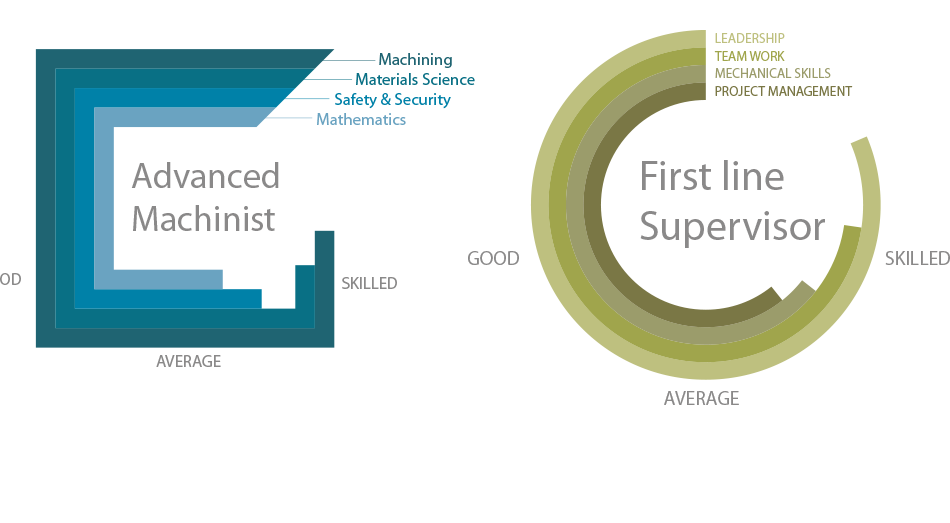 Machining
Materials Science
Safety & Security
Mathematics
Advanced
Machinist
OD
SKILLED
AVERAGE
LEADERSHIP
TEAM WORK
MECHANICAL SKILLS
PROJECT MANAGEMENT
First line
Supervisor
GOOD
SKILLED
AVERAGE